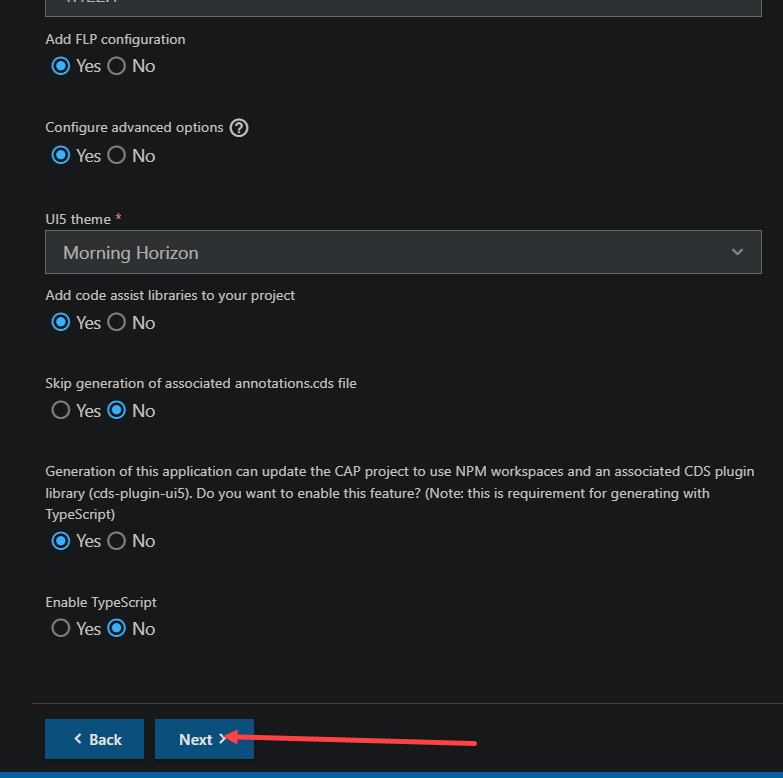 Add FLP configuration
Yes No
Configure advanced options ?
Yes No
UI5 theme *
Morning Horizon
Add code assist libraries to your project
Yes No
Skip generation of associated annotations.cds file
Yes No
Generation of this application can update the CAP project to use NPM workspaces and an associated CDS plugin
library (cds-plugin-ui5). Do you want to enable this feature? (Note: this is requirement for generating with
TypeScript)
Yes No
Enable TypeScript
Yes No
< Back Next >